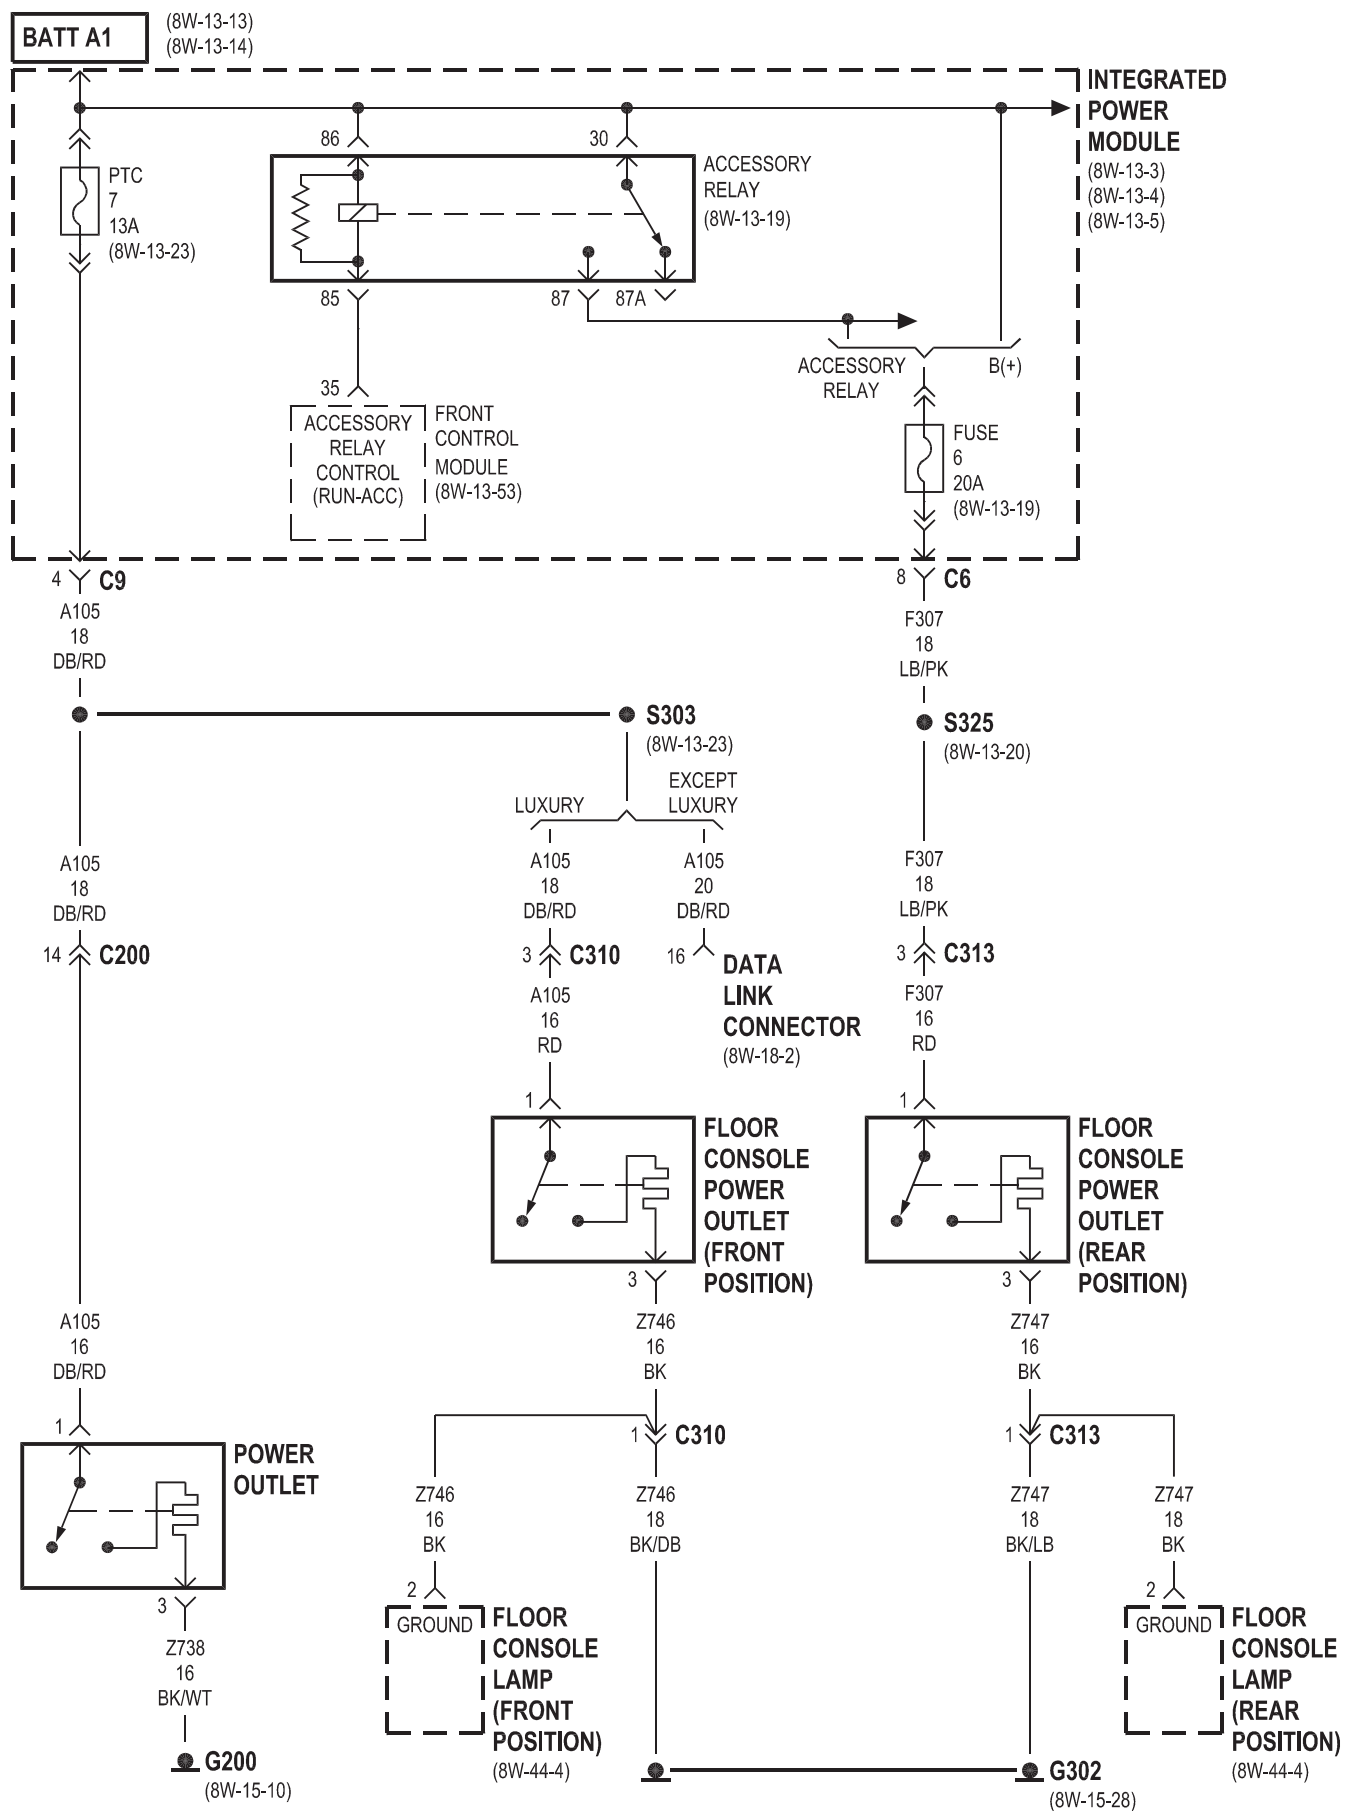 BATT A1
(8W-13-13)
(8W-13-14)
INTEGRATED
POWER
MODULE
(8W-13-3)
(8W-13-4)
(8W-13-5)
PTC
7
13A
(8W-13-23)
86
30
ACCESSORY
RELAY
(8W-13-19)
85
87
87A
ACCESSORY
RELAY
B(+)
35
ACCESSORY
RELAY
CONTROL
(RUN-ACC)
FRONT
CONTROL
MODULE
(8W-13-53)
FUSE
6
20A
(8W-13-19)
4
C9
A105
18
DB/RD
8
C6
F307
18
LB/PK
S303
(8W-13-23)
S325
(8W-13-20)
LUXURY
EXCEPT
LUXURY
A105
18
DB/RD
A105
18
DB/RD
A105
20
DB/RD
F307
18
LB/PK
14
C200
3
C310
16
DATA
LINK
CONNECTOR
(8W-18-2)
3
C313
A105
16
RD
F307
16
RD
1
FLOOR
CONSOLE
POWER
OUTLET
(FRONT
POSITION)
1
FLOOR
CONSOLE
POWER
OUTLET
(REAR
POSITION)
3
Z746
16
BK
3
Z747
16
BK
A105
16
DB/RD
1
POWER
OUTLET
1
C310
1
C313
Z746
16
BK
Z746
18
BK/DB
Z747
18
BK/LB
Z747
18
BK
3
Z738
16
BK/WT
2
GROUND
FLOOR
CONSOLE
LAMP
(FRONT
POSITION)
(8W-44-4)
2
GROUND
FLOOR
CONSOLE
LAMP
(REAR
POSITION)
(8W-44-4)
G200
(8W-15-10)
G302
(8W-15-28)